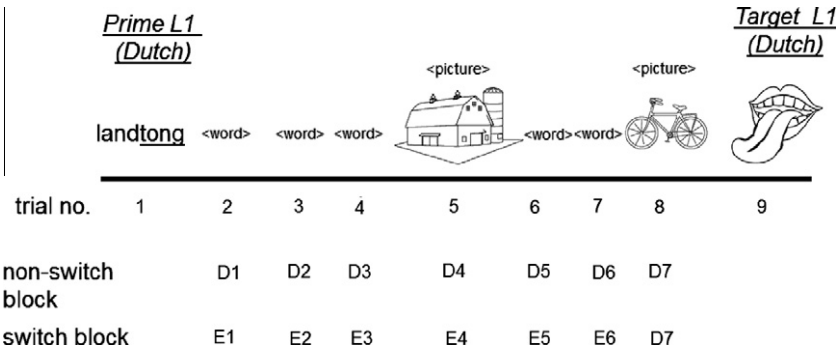 Prime L1 Target L1
(Dutch) (Dutch)
<picture> <picture>
landtong <word> <word> <word> <word> <word>
trial no. 1 2 3 4 5 6 7 8 9
non-switch D1 D2 D3 D4 D5 D6 D7
block
switch block E1 E2 E3 E4 E5 E6 D7